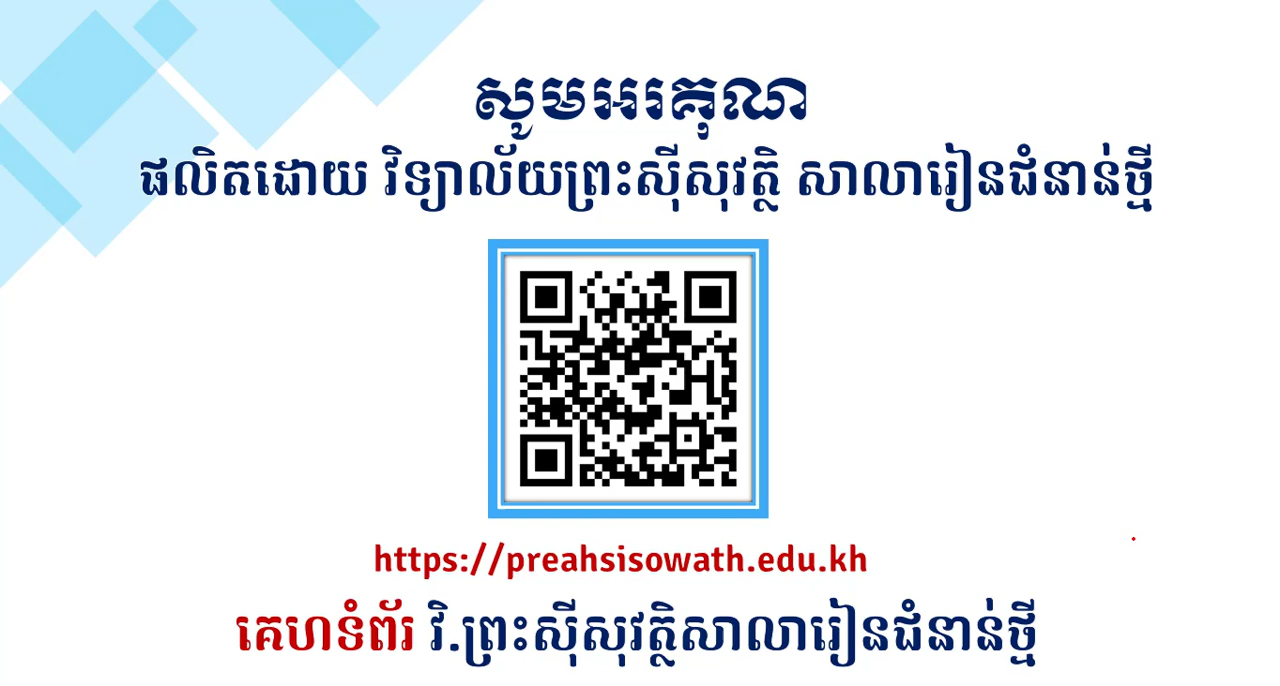 សូមអរគុណ
ផលិតដោយ វិទ្យាល័យព្រះស៊ីសុវត្ថិ សាលារៀនជំនាន់ថ្មី
https://preahsisowath.edu.kh
គេហទំព័រ វិ.ព្រះស៊ីសុវត្ថិសាលារៀនជំនាន់ថ្មី